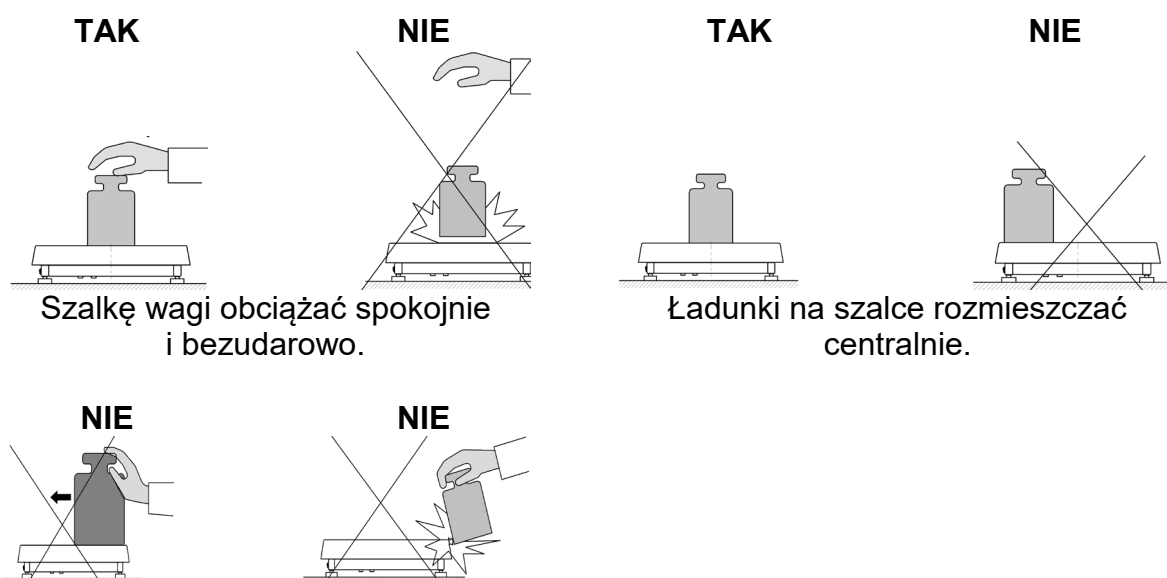 TAK
NIE
TAK
NIE
Szalkę wagi obciążać spokojnie
i bezudarowo.
Ładunki na szalce rozmieszczać
centralnie.
NIE
NIE